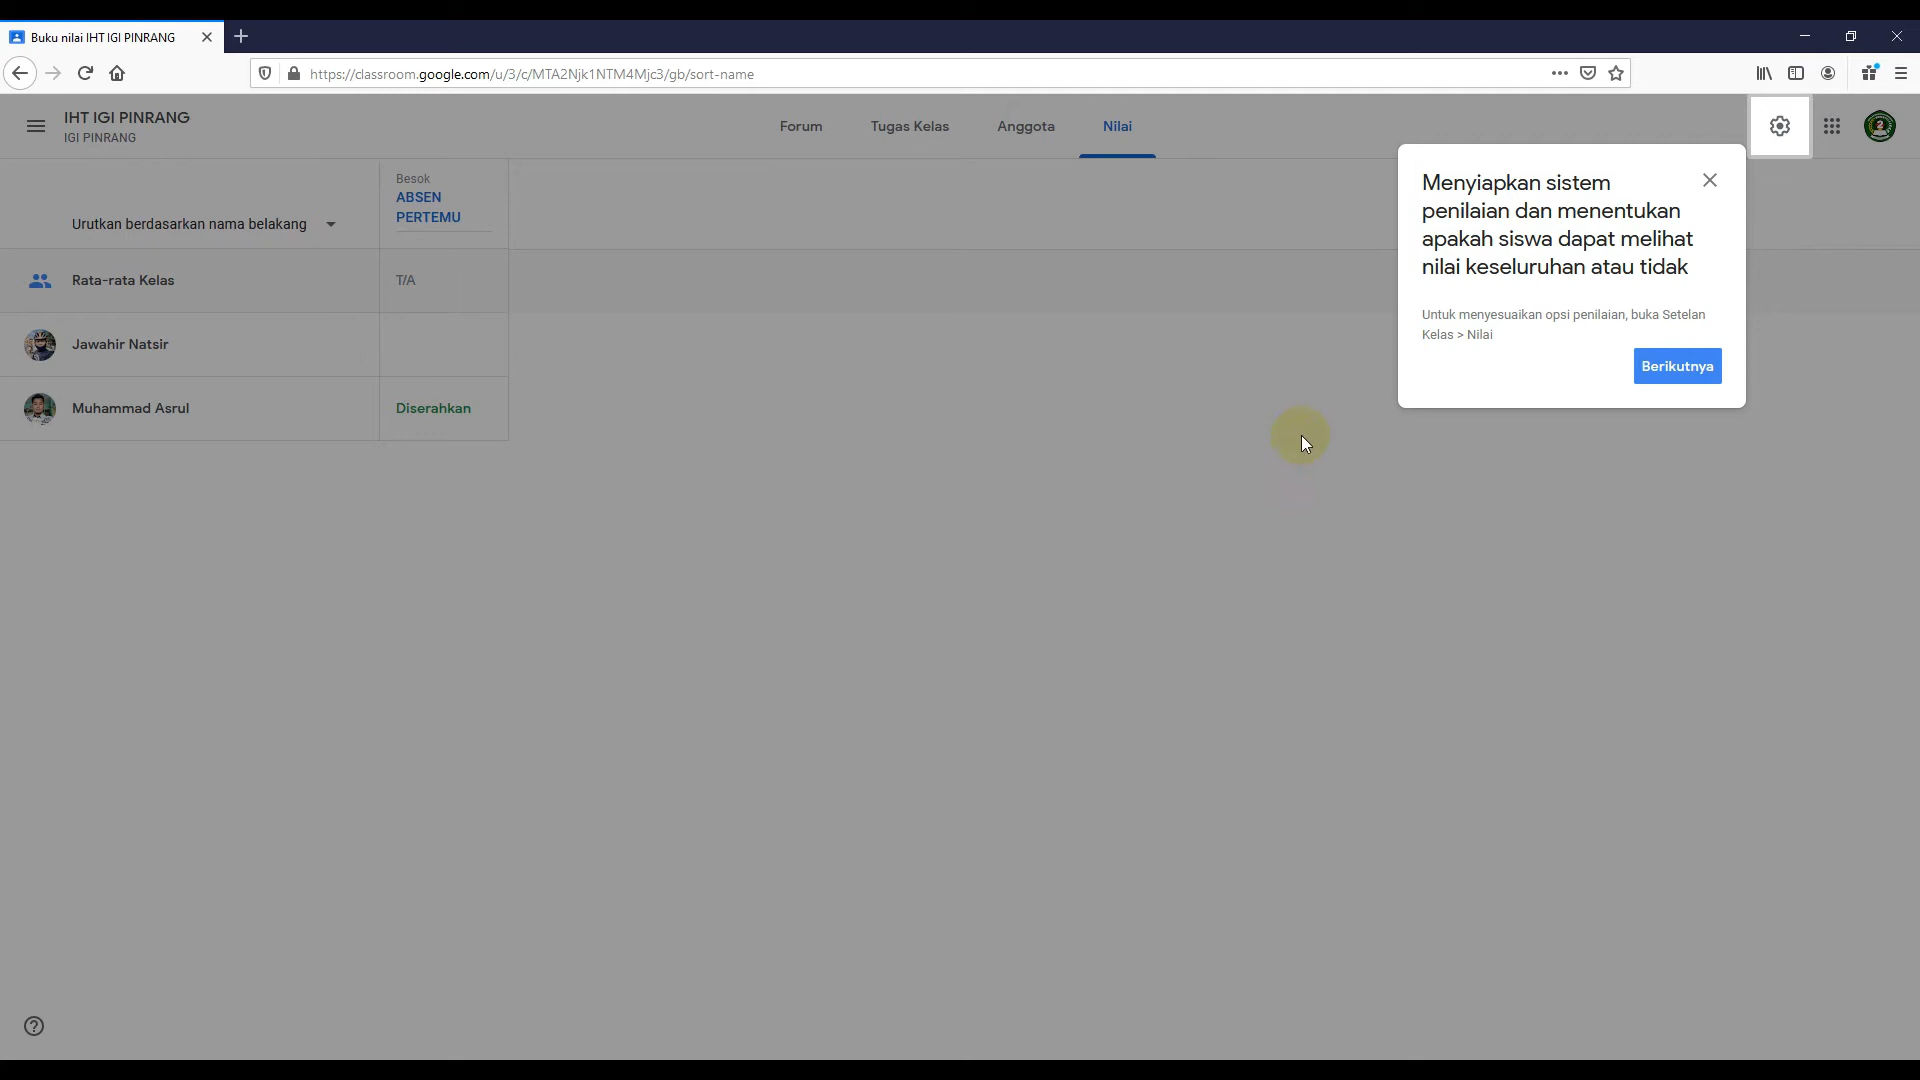 Buku nilai IHT IGI PINRANG
https://classroom.google.com/u/3/c/MTA2Njk1NTM4Mjc3/gb/sort-name
IHT IGI PINRANG
IGI PINRANG
Forum
Tugas Kelas
Anggota
Nilai
Besok
ABSEN
PERTEMU
Urutkan berdasarkan nama belakang
Rata-rata Kelas
T/A
Jawahir Natsir
Muhammad Asrul
Diserahkan
Menyiapkan sistem
penilaian dan menentukan
apakah siswa dapat melihat
nilai keseluruhan atau tidak
Untuk menyesuaikan opsi penilaian, buka Setelan
Kelas > Nilai
Berikutnya